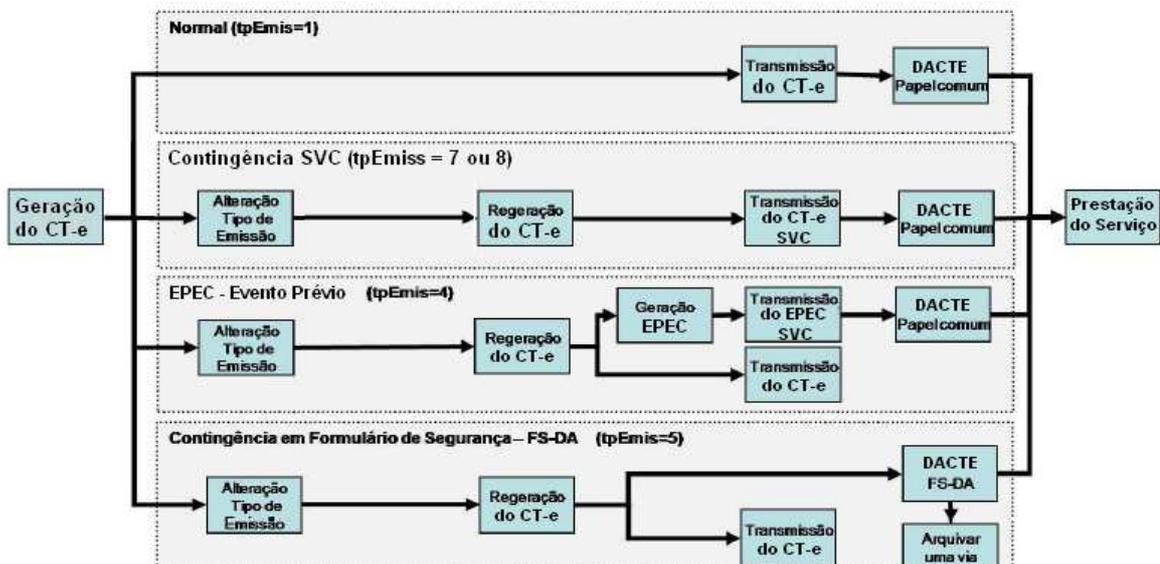 Normal (tpEmis=1)
Transmissão
do CT-e
DACTE
Papel comum
Contingência SVC (tpEmiss = 7 ou 8)
Geração
do CT-e
Alteração
Tipo de
Emissão
Regeração
do CT-e
Transmissão
do CT-e
SVC
DACTE
Papel comum
Prestação
do Serviço
EPEC - Evento Prévio (tpEmis=4)
Alteração
Tipo de
Emissão
Regeração
do CT-e
Geração
EPEC
Transmissão
do EPEC
SVC
DACTE
Papel comum
Transmissão
do CT-e
Contingência em Formulário de Segurança – FS-DA (tpEmis=5)
Alteração
Tipo de
Emissão
Regeração
do CT-e
DACTE
FS-DA
Transmissão
do CT-e
Arquivar
uma via